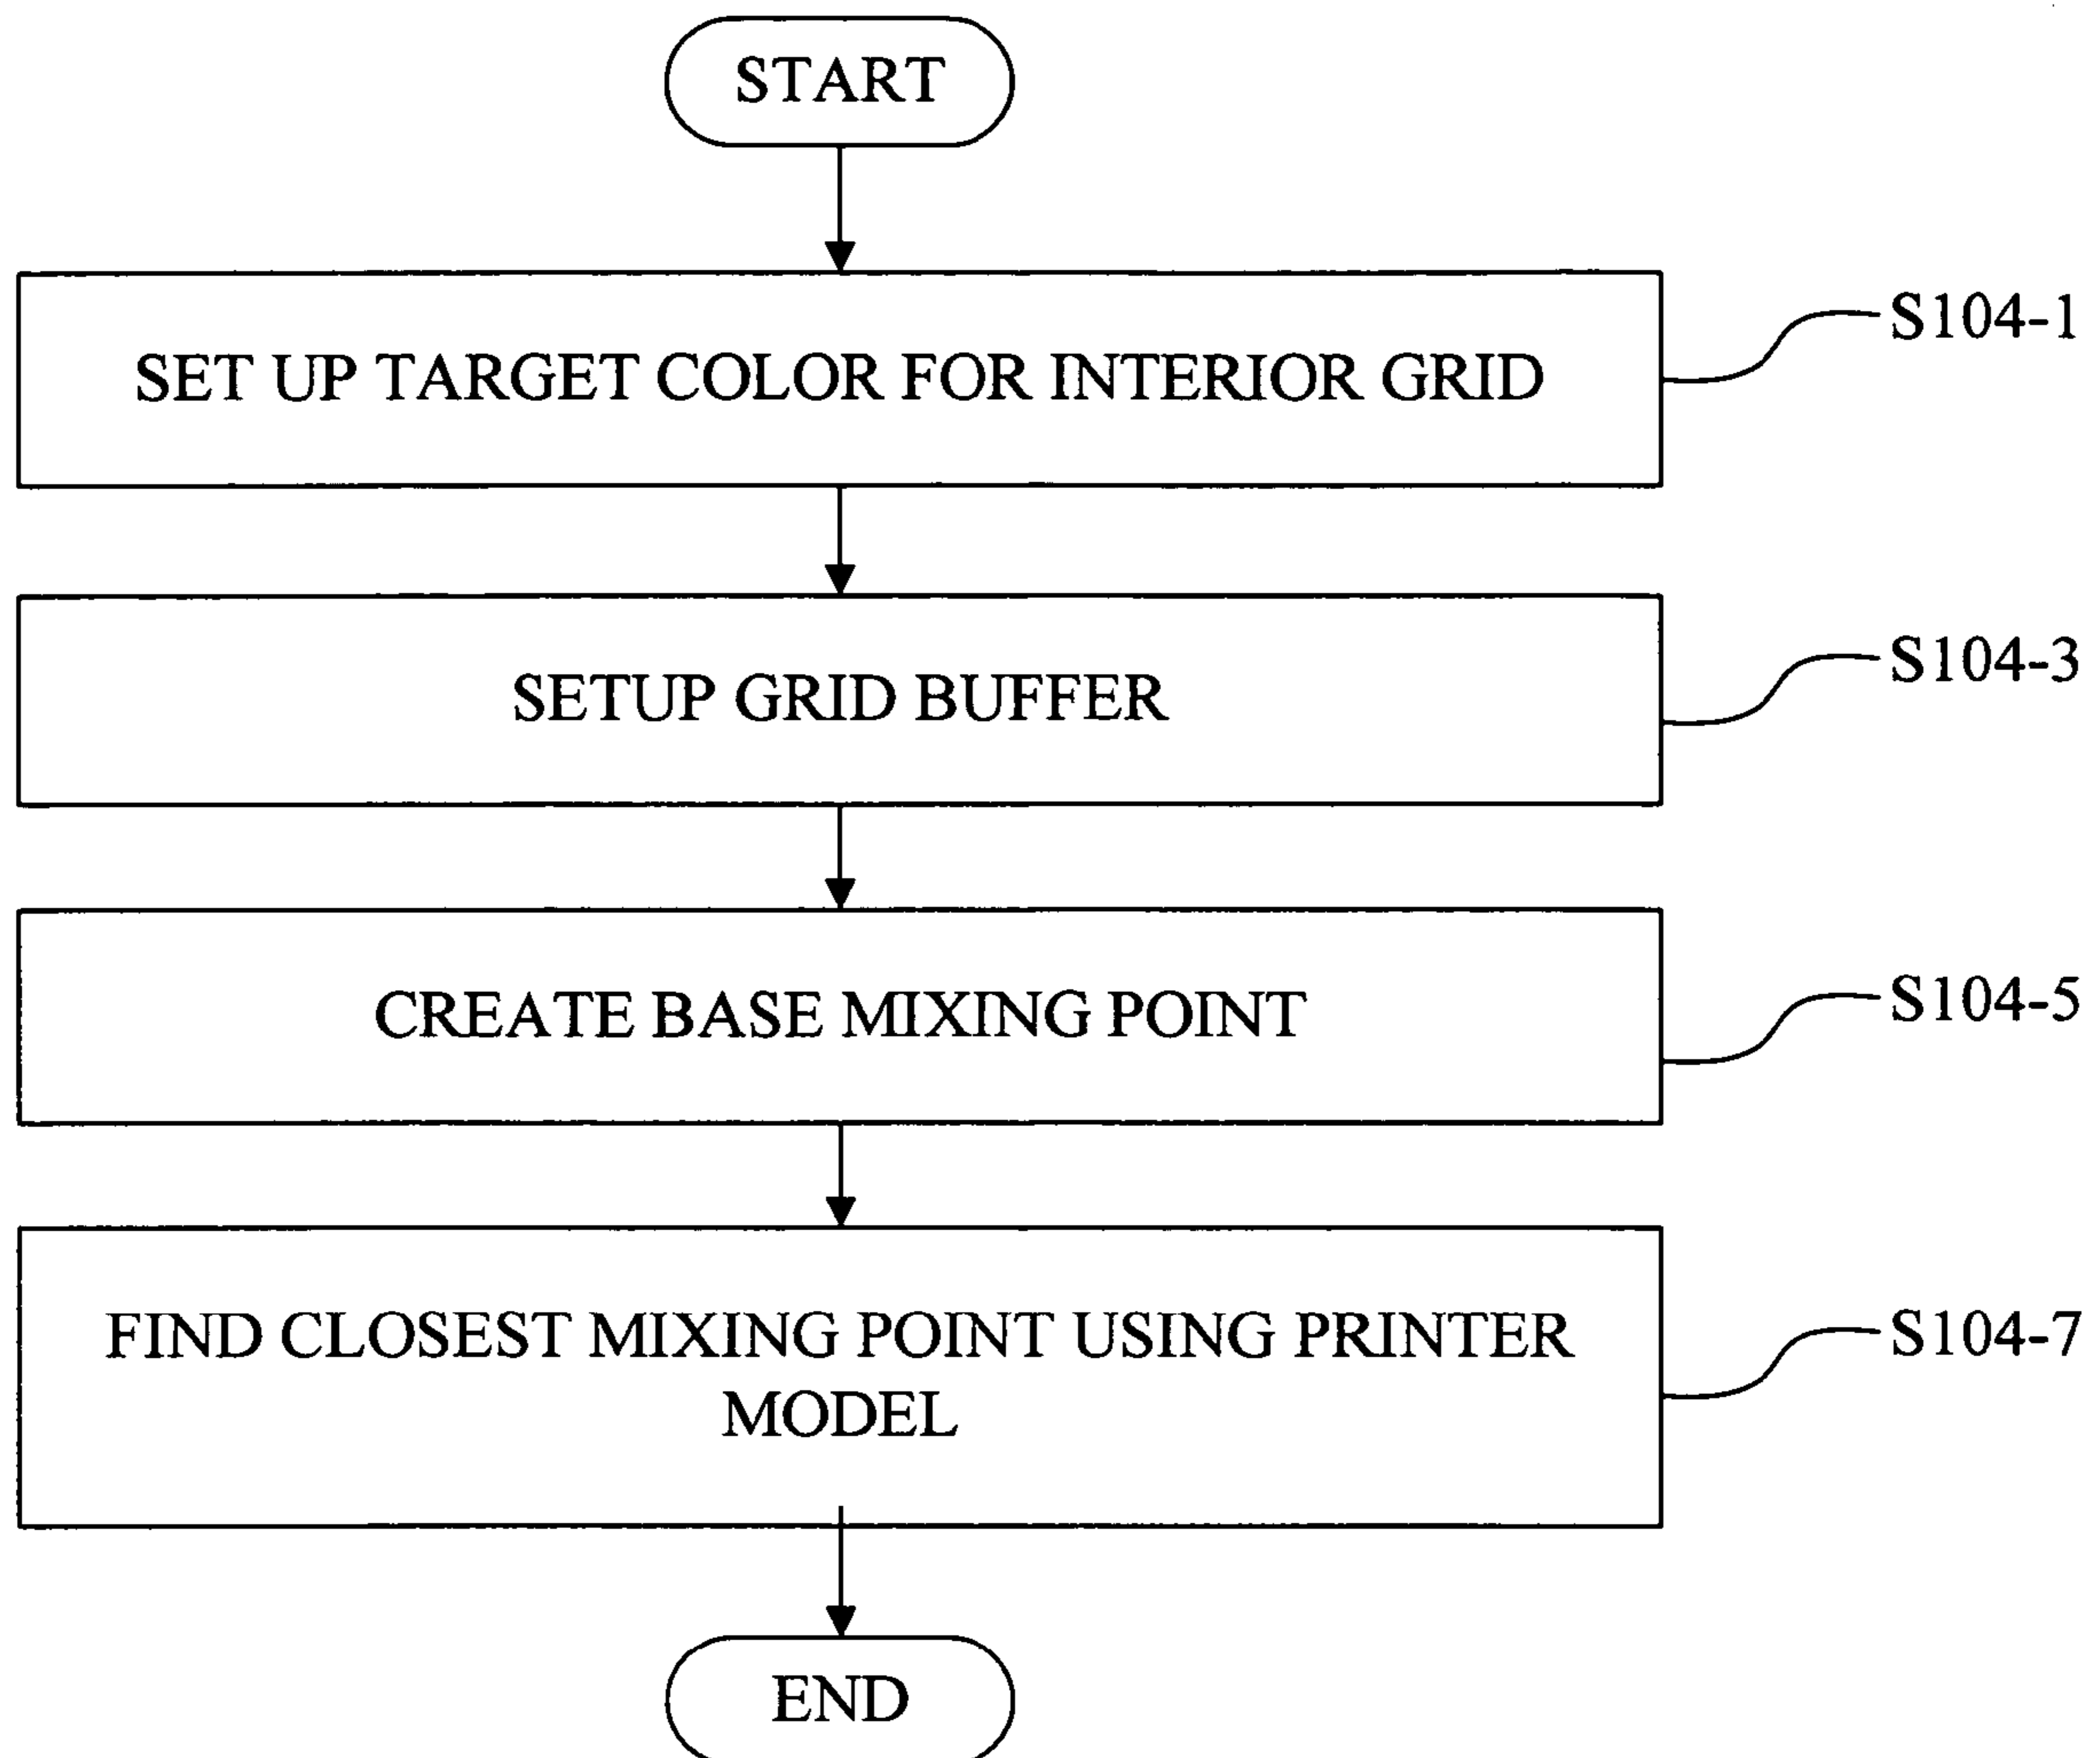 START
SET UP TARGET COLOR FOR INTERIOR GRID
S104-1
SETUP GRID BUFFER
S104-3
CREATE BASE MIXING POINT
S104-5
FIND CLOSEST MIXING POINT USING PRINTER
MODEL
S104-7
END